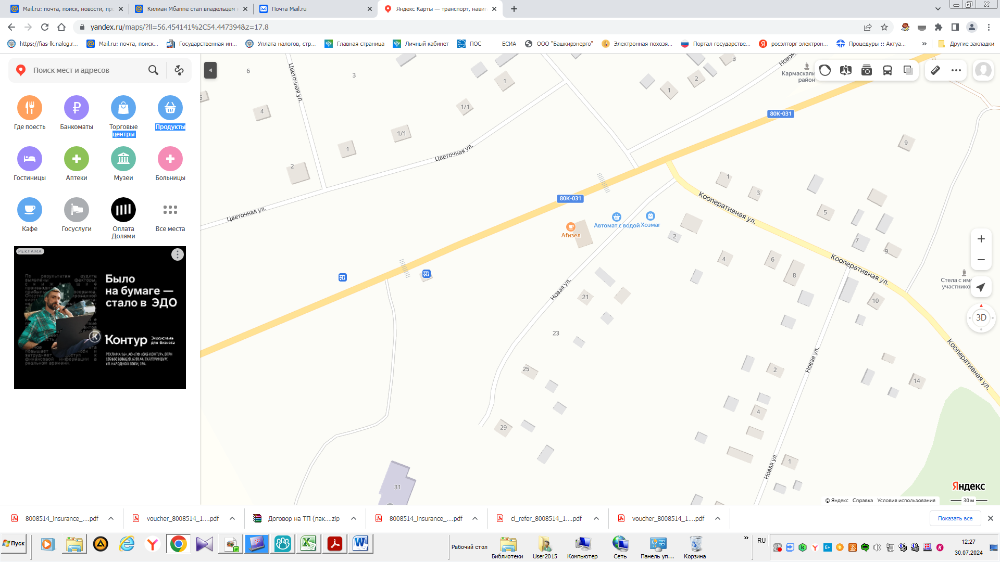 Mail.ru: почта, поиск, новости, пр
Килиан Мбаппе стал владельцем
Почта Mail.ru
Яндекс Карты — транспорт, навиг
yandex.ru/maps/?ll=56.454141%2C54.447394&z=17.8
https://fias-lk.nalog.r...
Mail.ru: почта, поиск...
Государственная ин...
Уплата налогов, стр...
Главная страница
Личный кабинет
ПОС
ЕСИА
ООО "Башкирэнерго"
Электронная похозя...
Портал государстве...
росэлторг электрон...
Процедуры :: Актуа...
»
Другие закладки
Поиск мест и адресов
Где поесть
Банкоматы
Торговые центры
Продукты
Гостиницы
Аптеки
Музеи
Больницы
Кафе
Госуслуги
Оплата Долями
Все места
РЕКЛАМА
Было
на бумаге —
стало в ЭДО
Контур
Экосистема
для бизнеса
РЕКЛАМА 16+. АО «ПФ «СКБ КОНТУР», ОГРН
1026605606620. 620144, ЕКАТЕРИНБУРГ,
УЛ. НАРОДНОЙ ВОЛИ, 19А.
6
3
Цветочная ул.
5
4
1
1/1
1/1
1
2
Цветочная ул.
Цветочная ул.
3
2
1
Кармаскали
район
80К-031
80К-031
9
1
3
5
7
9
Кооперативная ул.
Кооперативная ул.
Кооперативная ул.
Автомат с водой
Хозмаг
Аfизел
2
4
6
8
10
14
Стела с им
участнико
Новая ул.
21
23
25
29
31
Новая ул.
Новая ул.
2
4
1
3D
Яндекс
© Яндекс Справка Условия использования
30 м
8008514_insurance_....pdf
voucher_8008514_1....pdf
Договор на ТП (пак....zip
8008514_insurance_....pdf
cl_refer_8008514_1....pdf
voucher_8008514_1....pdf
Показать все
Пуск
Рабочий стол
Библиотеки
User2015
Компьютер
Сеть
Панель уп...
Корзина
»
RU
12:27
30.07.2024